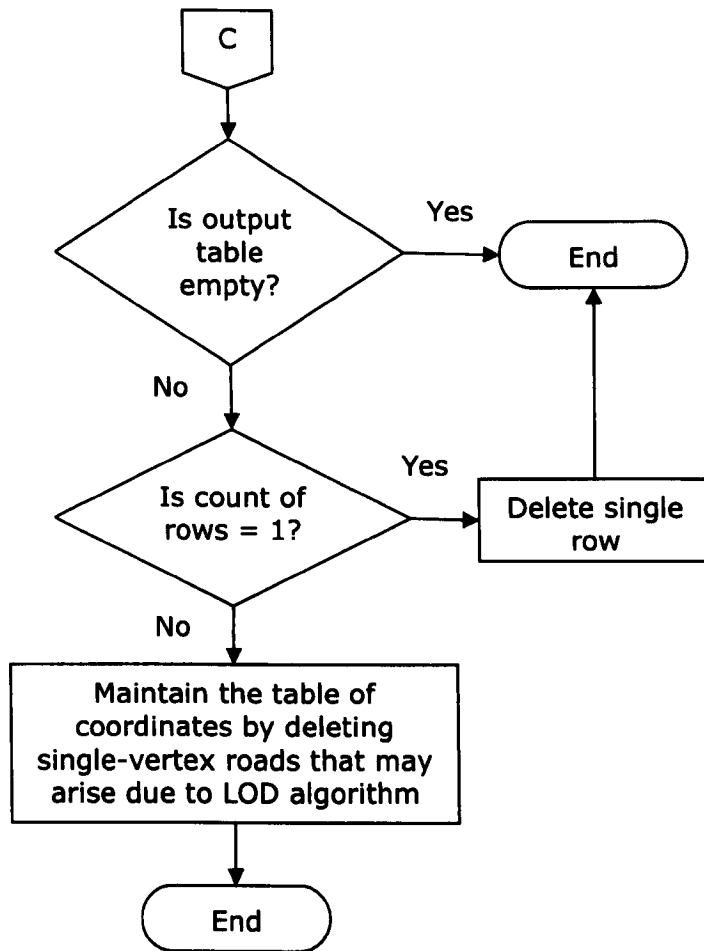 C
Is output
table
empty?
Yes
End
No
Is count of
rows = 1?
Yes
Delete single
row
No
Maintain the table of
coordinates by deleting
single-vertex roads that may
arise due to LOD algorithm
End